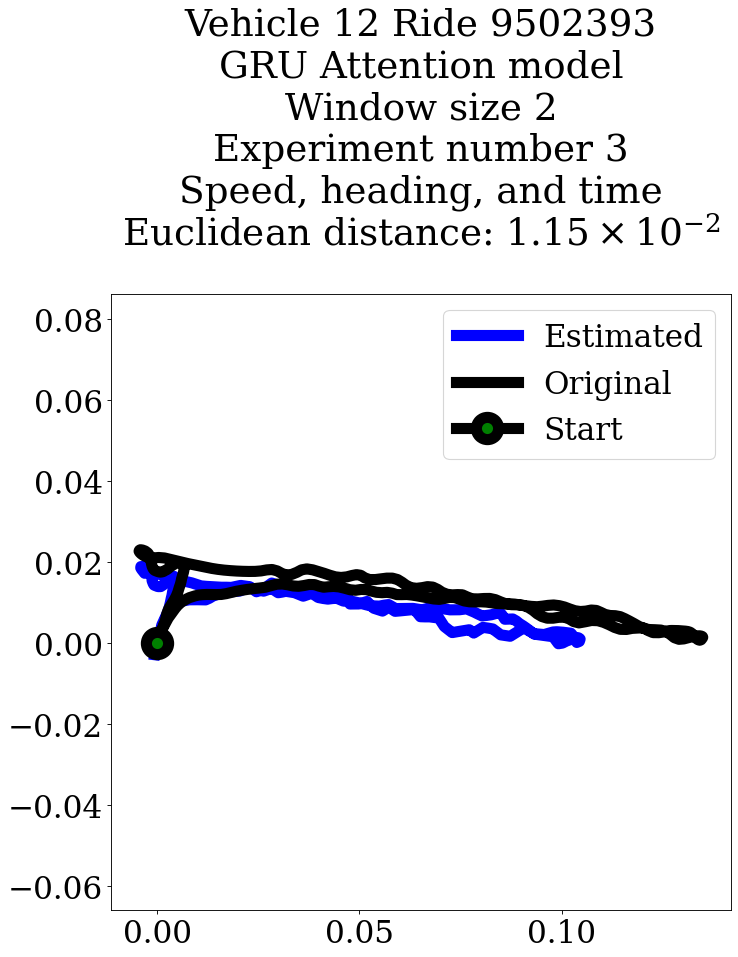 Vehicle 12 Ride 9502393
GRU Attention model
Window size 2
Experiment number 3
Speed, heading, and time
Euclidean distance: 1.15 × 10⁻²
Estimated
Original
Start
0.08
0.06
0.04
0.02
0.00
−0.02
−0.04
−0.06
0.00 0.05 0.10